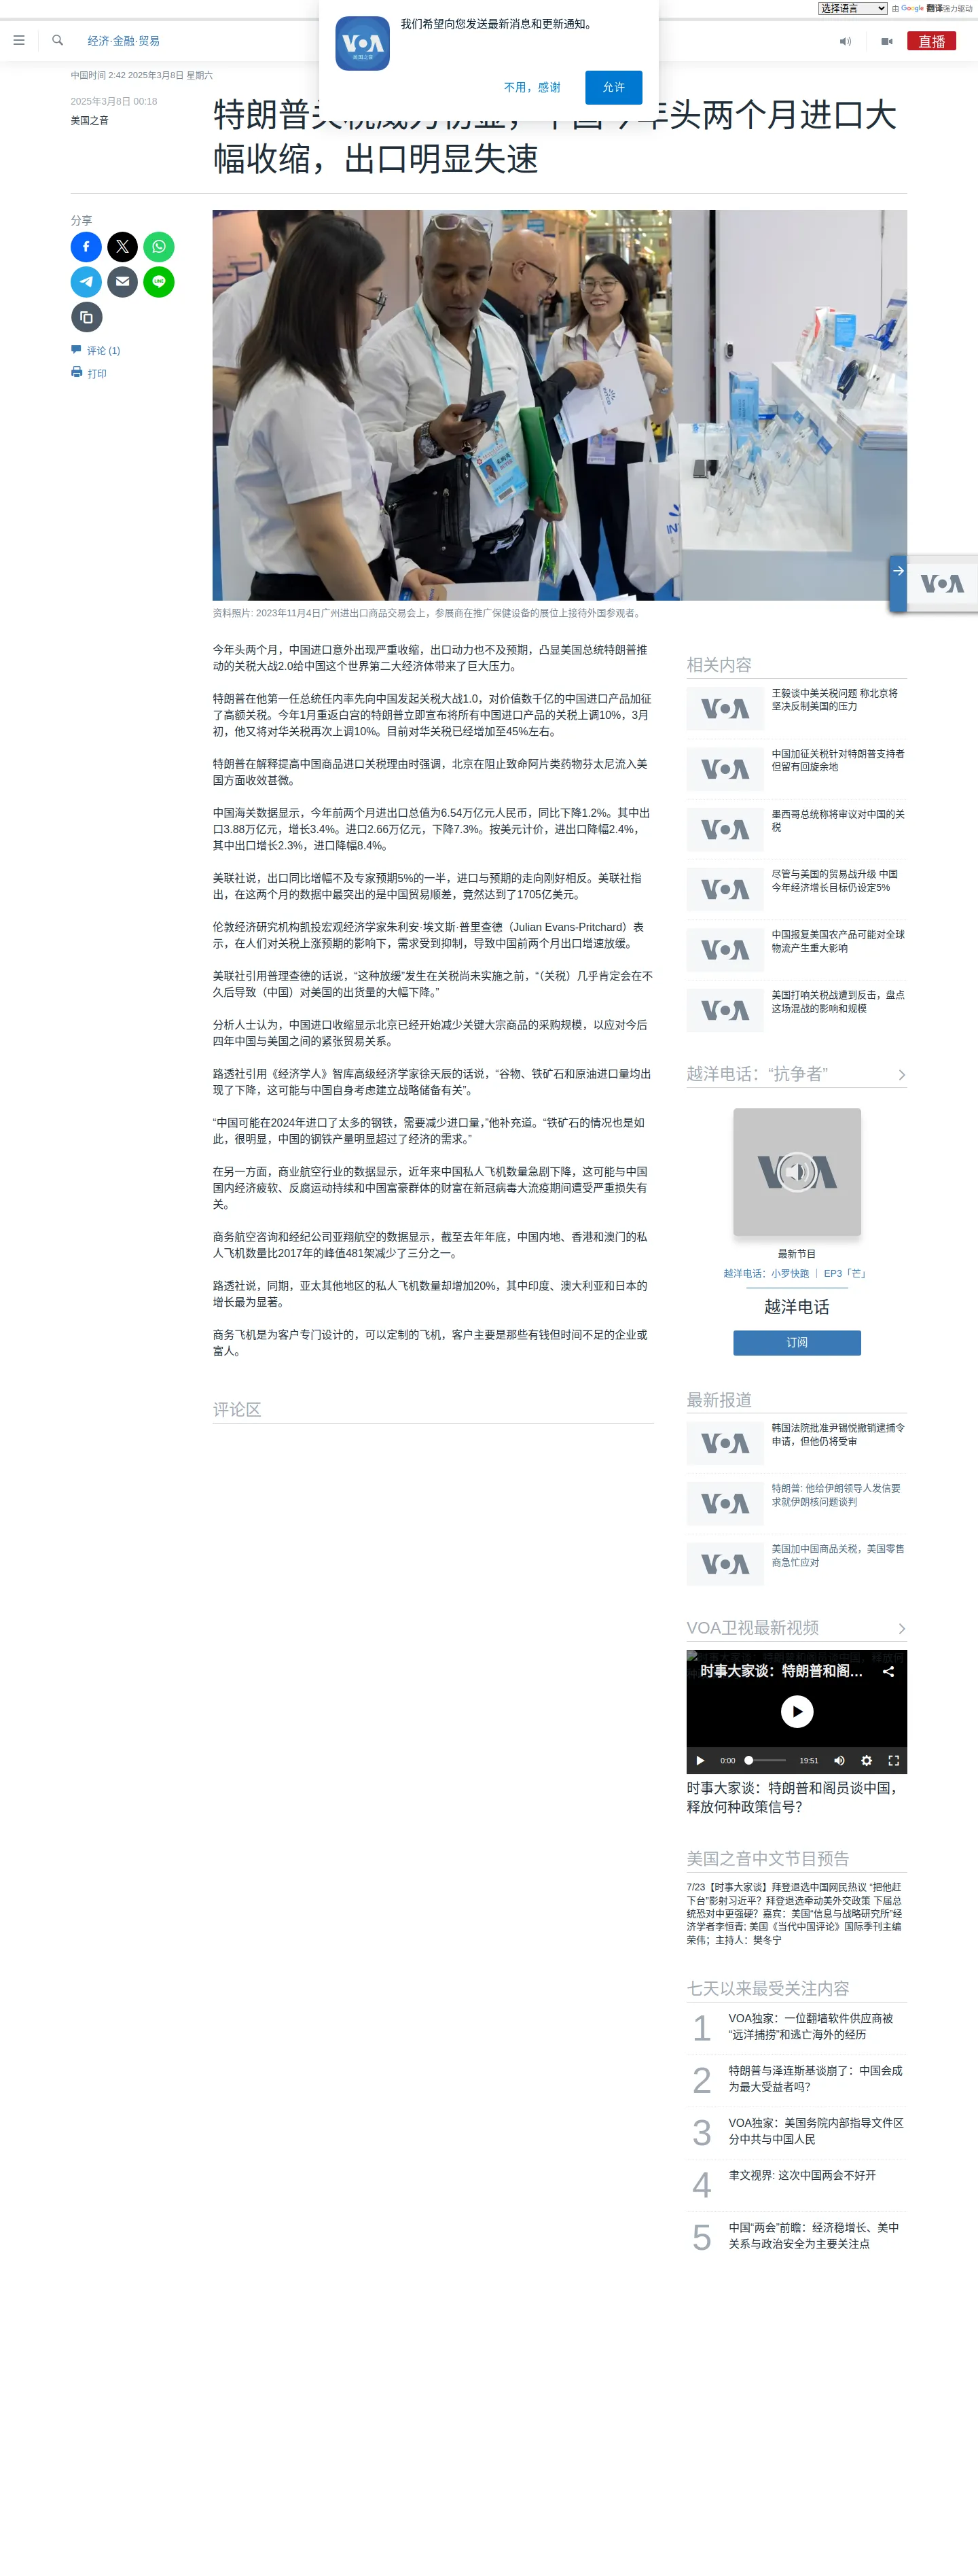 选择语言
由 Google 翻译强力驱动
我们希望向您发送最新消息和更新通知。
VOA
美国之音
不用，感谢
允许
经济·金融·贸易
直播
中国时间 2:42 2025年3月8日 星期六
2025年3月8日 00:18
美国之音
特朗普
年头两个月进口大
幅收缩，出口明显失速
分享
评论 (1)
打印
VOA
资料照片: 2023年11月4日广州进出口商品交易会上，参展商在推广保健设备的展位上接待外国参观者。
今年头两个月，中国进口意外出现严重收缩，出口动力也不及预期，凸显美国总统特朗普推
动的关税大战2.0给中国这个世界第二大经济体带来了巨大压力。
特朗普在他第一任总统任内率先向中国发起关税大战1.0，对价值数千亿的中国进口产品加征
了高额关税。今年1月重返白宫的特朗普立即宣布将所有中国进口产品的关税上调10%，3月
初，他又将对华关税再次上调10%。目前对华关税已经增加至45%左右。
特朗普在解释提高中国商品进口关税理由时强调，北京在阻止致命阿片类药物芬太尼流入美
国方面收效甚微。
中国海关数据显示，今年前两个月进出口总值为6.54万亿元人民币，同比下降1.2%。其中出
口3.88万亿元，增长3.4%。进口2.66万亿元，下降7.3%。按美元计价，进出口降幅2.4%，
其中出口增长2.3%，进口降幅8.4%。
美联社说，出口同比增幅不及专家预期5%的一半，进口与预期的走向刚好相反。美联社指
出，在这两个月的数据中最突出的是中国贸易顺差，竟然达到了1705亿美元。
伦敦经济研究机构凯投宏观经济学家朱利安·埃文斯·普里查德（Julian Evans-Pritchard）表
示，在人们对关税上涨预期的影响下，需求受到抑制，导致中国前两个月出口增速放缓。
美联社引用普理查德的话说，“这种放缓”发生在关税尚未实施之前，“（关税）几乎肯定会在不
久后导致（中国）对美国的出货量的大幅下降。”
分析人士认为，中国进口收缩显示北京已经开始减少关键大宗商品的采购规模，以应对今后
四年中国与美国之间的紧张贸易关系。
路透社引用《经济学人》智库高级经济学家徐天辰的话说，“谷物、铁矿石和原油进口量均出
现了下降，这可能与中国自身考虑建立战略储备有关”。
“中国可能在2024年进口了太多的钢铁，需要减少进口量，”他补充道。“铁矿石的情况也是如
此，很明显，中国的钢铁产量明显超过了经济的需求。”
在另一方面，商业航空行业的数据显示，近年来中国私人飞机数量急剧下降，这可能与中国
国内经济疲软、反腐运动持续和中国富豪群体的财富在新冠病毒大流疫期间遭受严重损失有
关。
商务航空咨询和经纪公司亚翔航空的数据显示，截至去年年底，中国内地、香港和澳门的私
人飞机数量比2017年的峰值481架减少了三分之一。
路透社说，同期，亚太其他地区的私人飞机数量却增加20%，其中印度、澳大利亚和日本的
增长最为显著。
商务飞机是为客户专门设计的，可以定制的飞机，客户主要是那些有钱但时间不足的企业或
富人。
评论区
相关内容
VOA
王毅谈中美关税问题 称北京将
坚决反制美国的压力
VOA
中国加征关税针对特朗普支持者
但留有回旋余地
VOA
墨西哥总统称将审议对中国的关
税
VOA
尽管与美国的贸易战升级 中国
今年经济增长目标仍设定5%
VOA
中国报复美国农产品可能对全球
物流产生重大影响
VOA
美国打响关税战遭到反击，盘点
这场混战的影响和规模
越洋电话：“抗争者”
VOA
最新节目
越洋电话：小罗快跑 ｜ EP3「芒」
越洋电话
订阅
最新报道
VOA
韩国法院批准尹锡悦撤销逮捕令
申请，但他仍将受审
VOA
特朗普: 他给伊朗领导人发信要
求就伊朗核问题谈判
VOA
美国加中国商品关税，美国零售
商急忙应对
VOA卫视最新视频
时事大家谈：特朗普和阁...
0:00
19:51
时事大家谈：特朗普和阁员谈中国，
释放何种政策信号？
美国之音中文节目预告
7/23【时事大家谈】拜登退选中国网民热议 “把他赶
下台”影射习近平？拜登退选牵动美外交政策 下届总
统恐对中更强硬？嘉宾：美国“信息与战略研究所”经
济学者李恒青; 美国《当代中国评论》国际季刊主编
荣伟；主持人：樊冬宁
七天以来最受关注内容
1
VOA独家：一位翻墙软件供应商被
“远洋捕捞”和逃亡海外的经历
2
特朗普与泽连斯基谈崩了：中国会成
为最大受益者吗？
3
VOA独家：美国务院内部指导文件区
分中共与中国人民
4
聿文视界: 这次中国两会不好开
5
中国“两会”前瞻：经济稳增长、美中
关系与政治安全为主要关注点